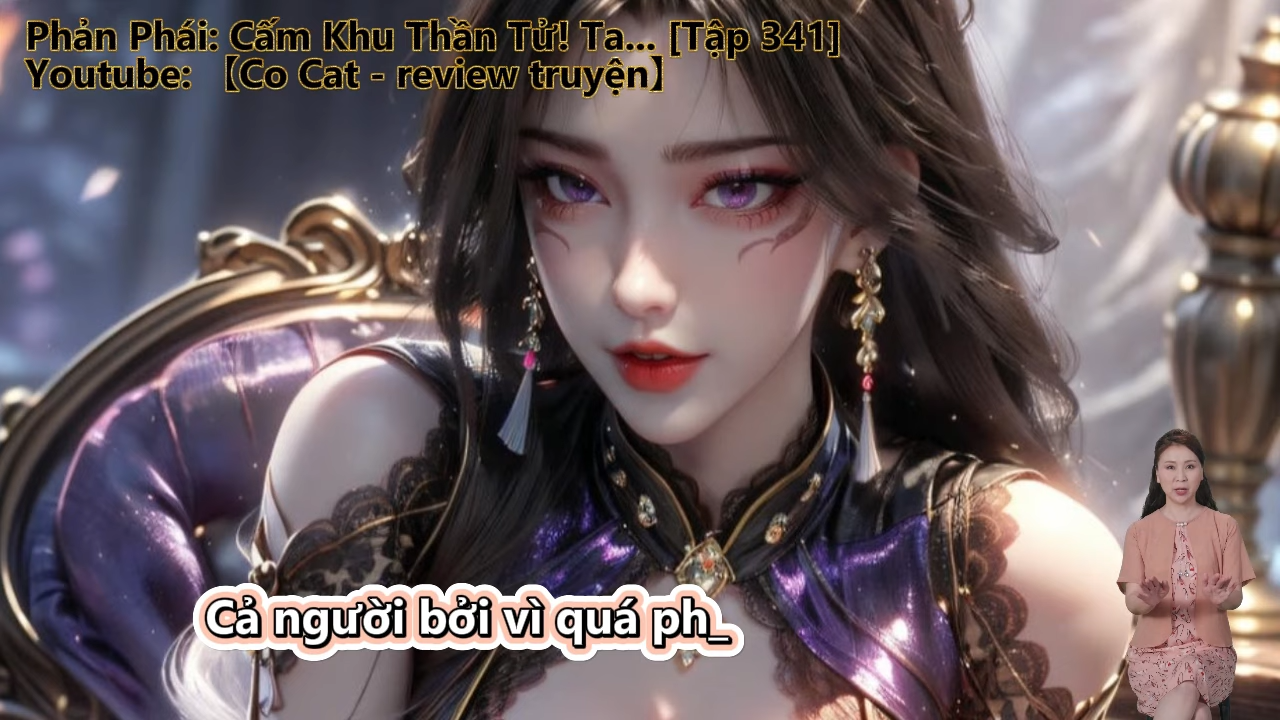 Phản Phái: Cấm Khu Thần Tử! Ta... [Tập 341]
Youtube: 【Co Cat - review truyện】
Cả người bởi vì quá ph_